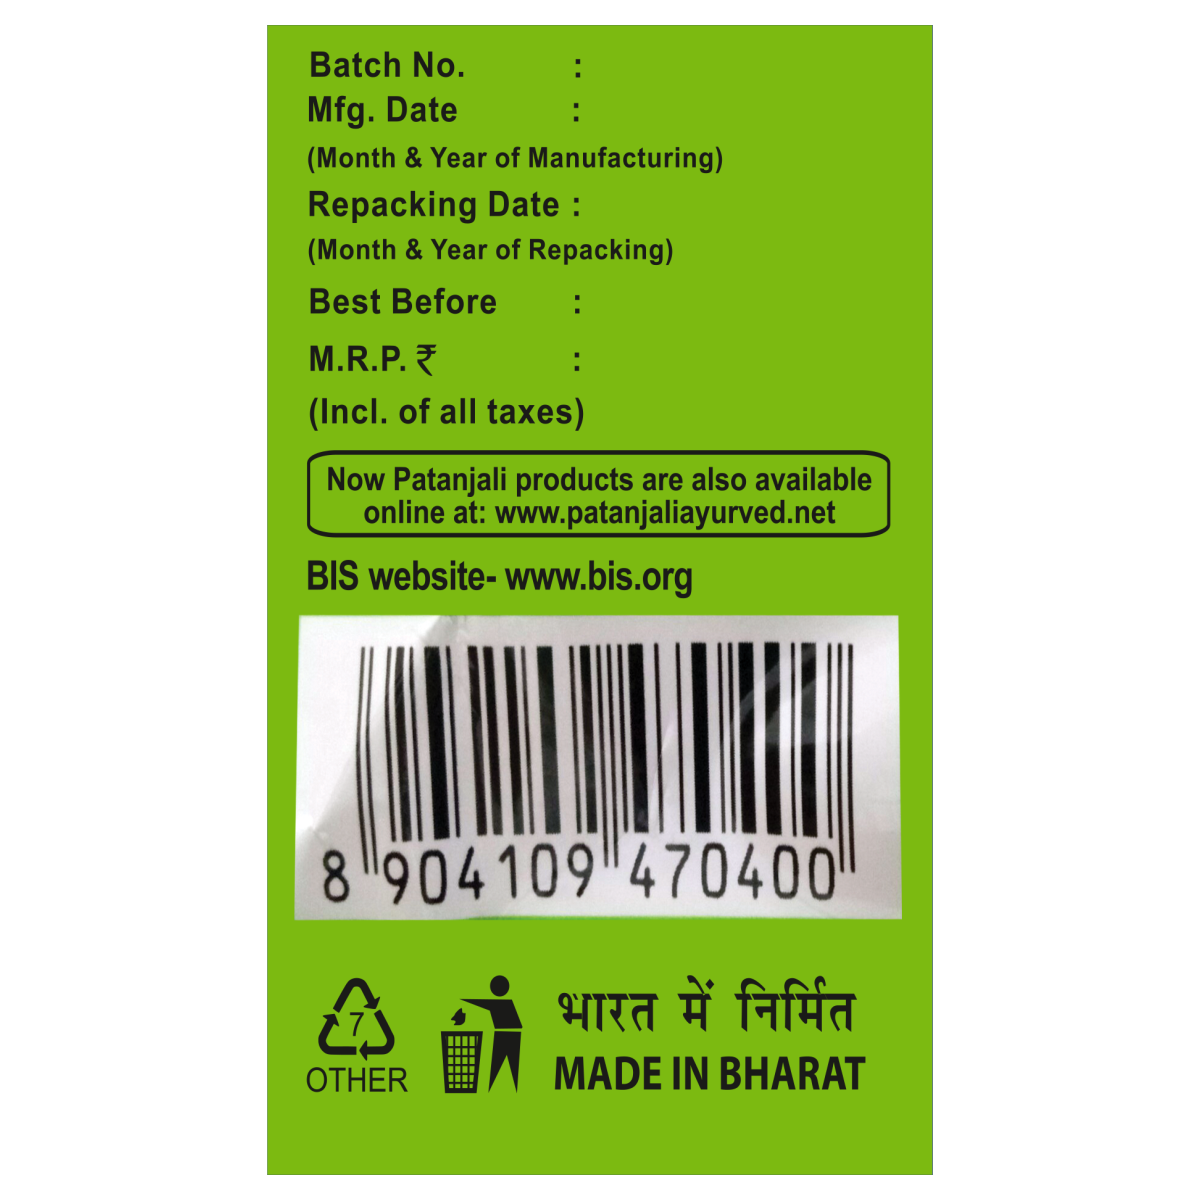 Batch No. :
Mfg. Date :
(Month & Year of Manufacturing)
Repacking Date :
(Month & Year of Repacking)
Best Before :
M.R.P. ₹ :
(Incl. of all taxes)
Now Patanjali products are also available
online at: www.patanjaliayurved.net
BIS website- www.bis.org
8 904109 470400
7
OTHER
भारत में निर्मित
MADE IN BHARAT